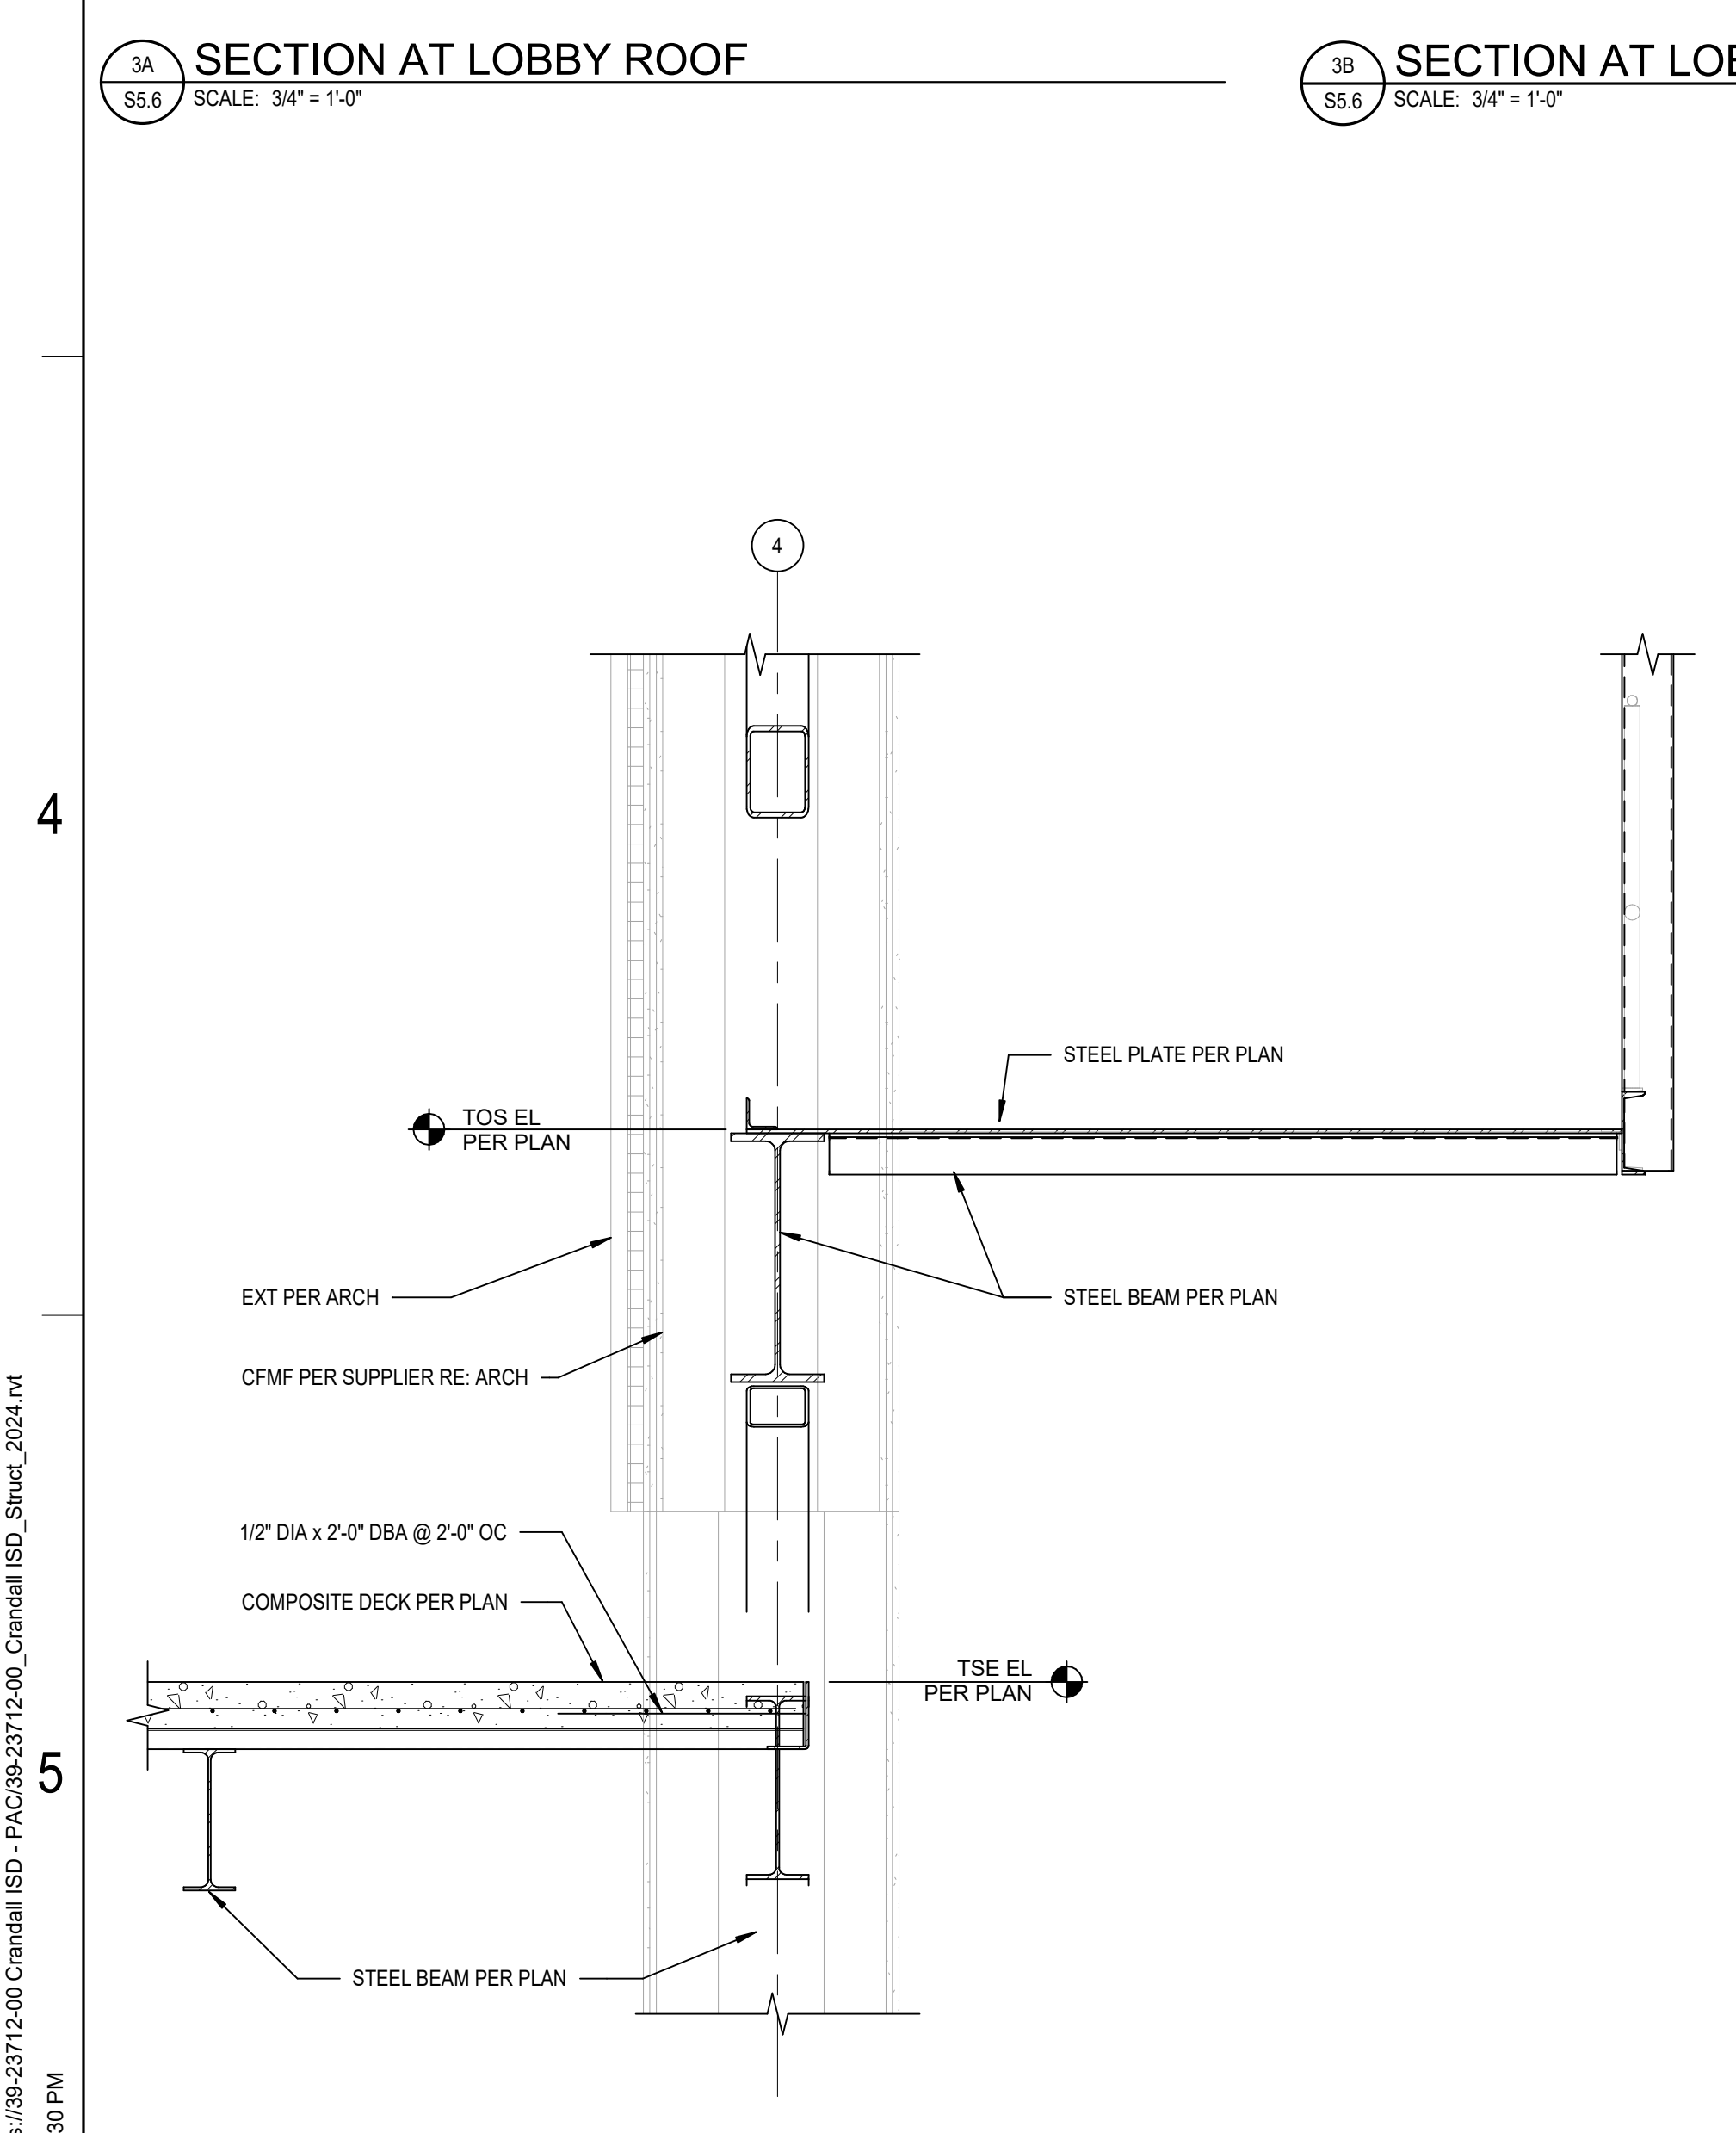 3A
SECTION AT LOBBY ROOF
S5.6
SCALE: 3/4" = 1'-0"
3B
SECTION AT LOB
S5.6
SCALE: 3/4" = 1'-0"
4
4
STEEL PLATE PER PLAN
TOS EL
PER PLAN
EXT PER ARCH
STEEL BEAM PER PLAN
CFMF PER SUPPLIER RE: ARCH
1/2" DIA x 2'-0" DBA @ 2'-0" OC
COMPOSITE DECK PER PLAN
TSE EL
PER PLAN
5
STEEL BEAM PER PLAN
s://39-23712-00 Crandall ISD - PAC/39-23712-00_Crandall ISD_Struct_2024.rvt
30 PM